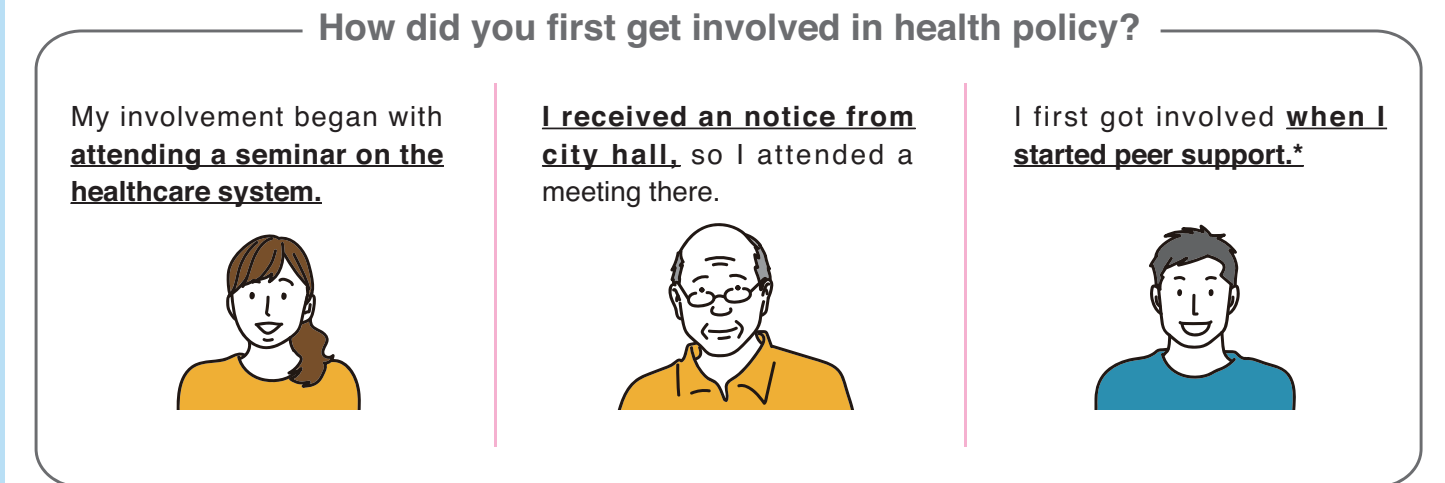 How did you first get involved in health policy?
My involvement began with
attending a seminar on the
healthcare system.
I received an notice from
city hall, so I attended a
meeting there.
I first got involved when I
started peer support.*